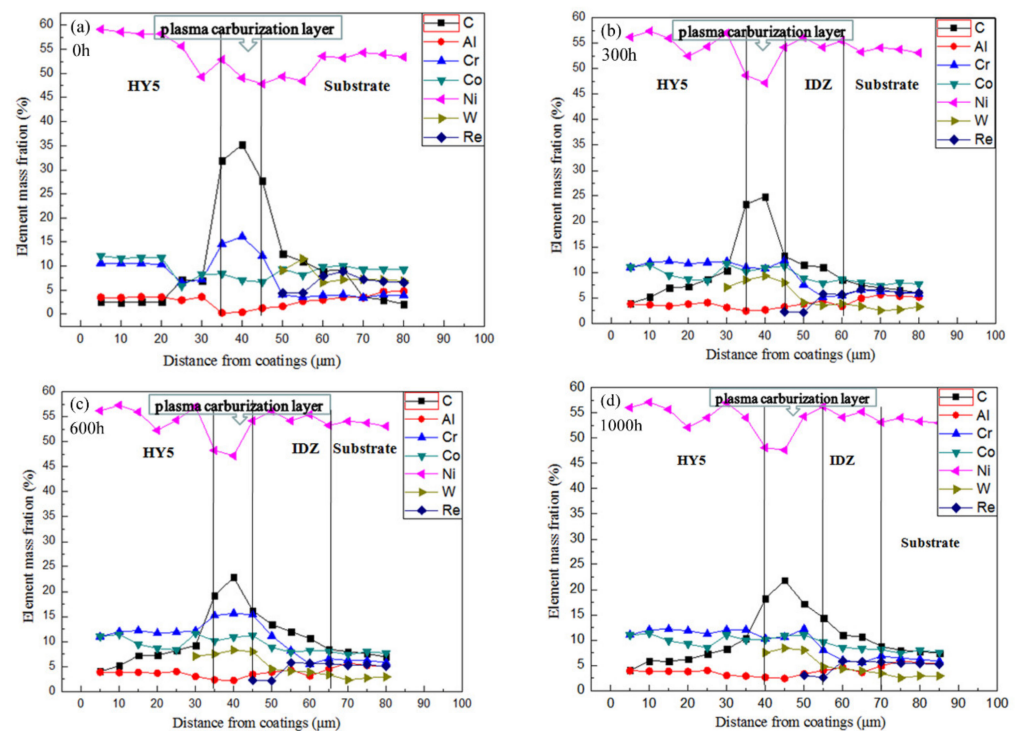 (a)
0h
plasma carburization layer
HY5
Substrate
C
Al
Cr
Co
Ni
W
Re
Element mass fration (%)
60
55
50
45
40
35
30
25
20
15
10
5
0
0 10 20 30 40 50 60 70 80 90 100
Distance from coatings (μm)
(b)
300h
plasma carburization layer
HY5
IDZ
Substrate
C
Al
Cr
Co
Ni
W
Re
Element mass fration (%)
60
55
50
45
40
35
30
25
20
15
10
5
0
0 10 20 30 40 50 60 70 80 90 100
Distance from coatings (μm)
(c)
600h
plasma carburization layer
HY5
IDZ
Substrate
C
Al
Cr
Co
Ni
W
Re
Element mass fration (%)
60
55
50
45
40
35
30
25
20
15
10
5
0
0 10 20 30 40 50 60 70 80 90 100
Distance from coatings (μm)
(d)
1000h
plasma carburization layer
HY5
IDZ
Substrate
C
Al
Cr
Co
Ni
W
Re
Element mass fration (%)
60
55
50
45
40
35
30
25
20
15
10
5
0
0 10 20 30 40 50 60 70 80 90 100
Distance from coatings (μm)